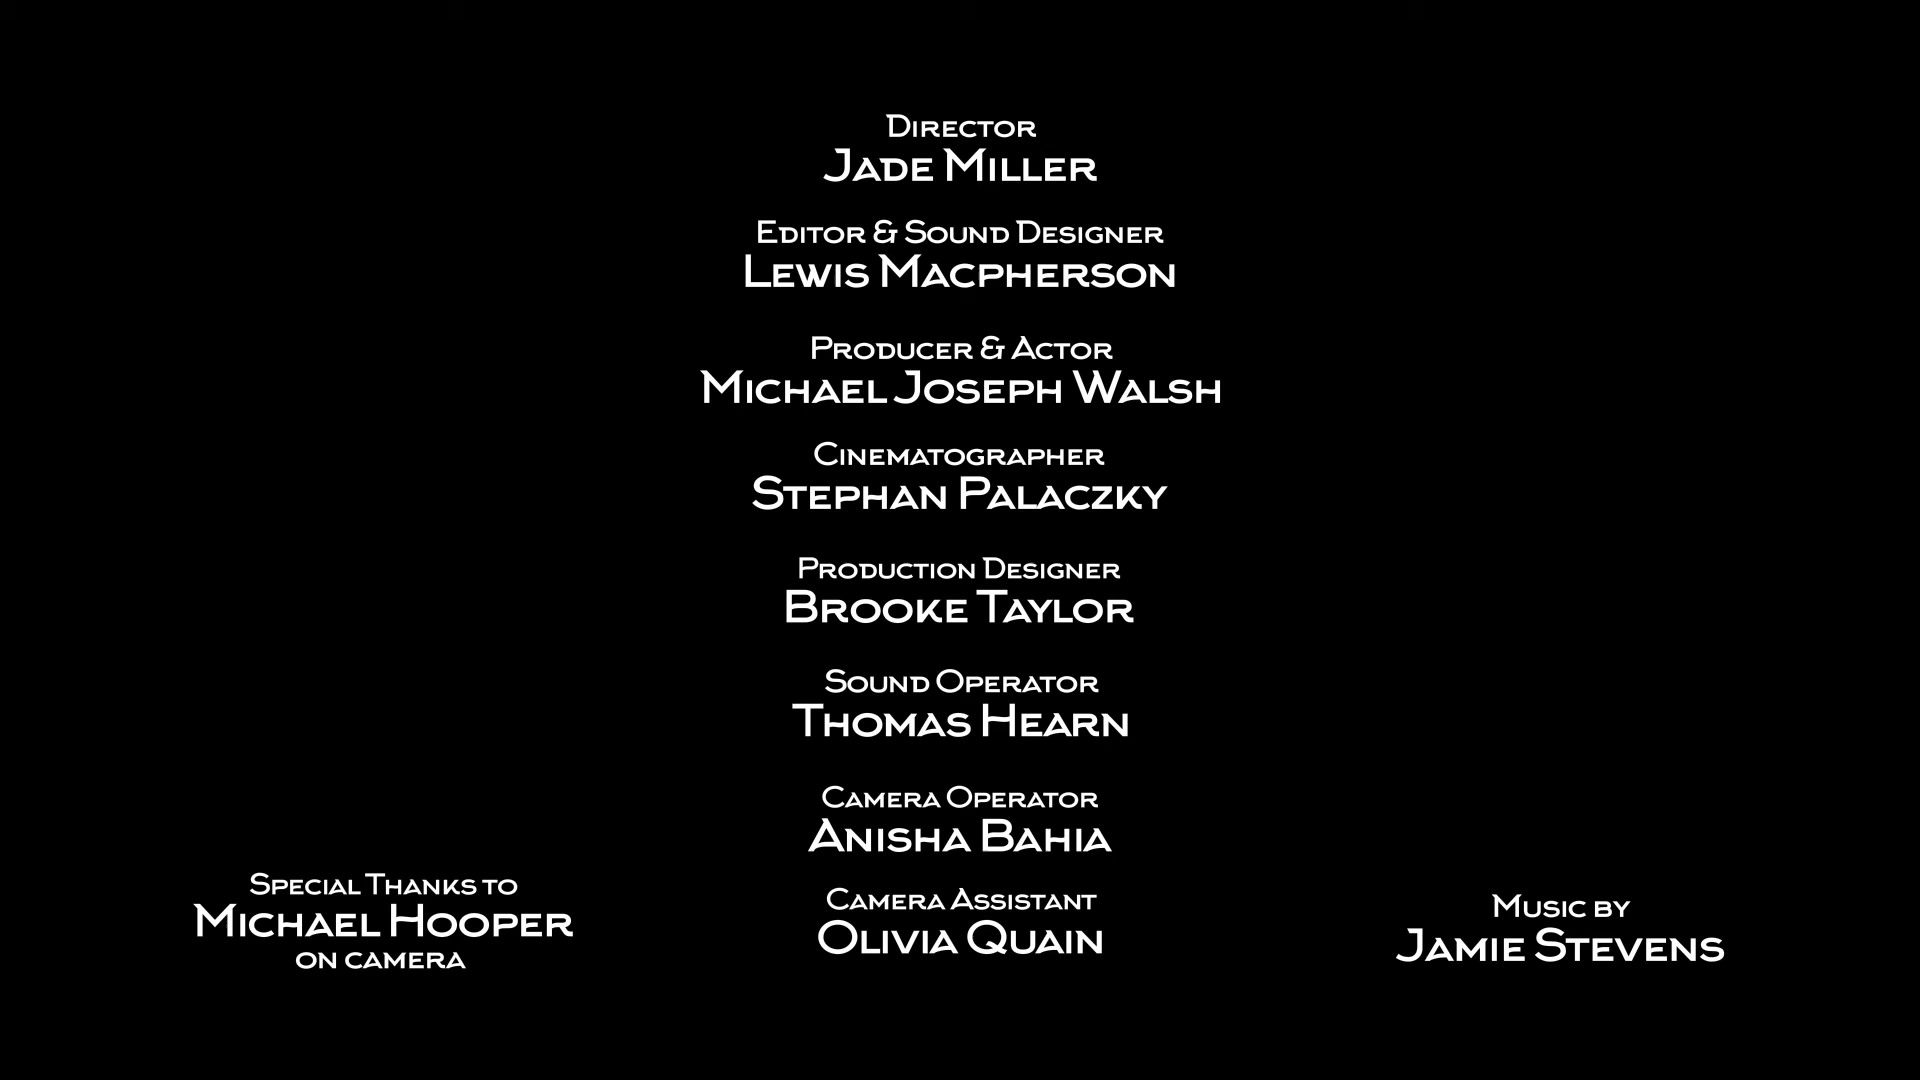 Director
Jade Miller
Editor & Sound Designer
Lewis Macpherson
Producer & Actor
Michael Joseph Walsh
Cinematographer
Stephan Palaczky
Production Designer
Brooke Taylor
Sound Operator
Thomas Hearn
Camera Operator
Anisha Bahia
Camera Assistant
Olivia Quain
Special Thanks to
Michael Hooper
on camera
Music by
Jamie Stevens